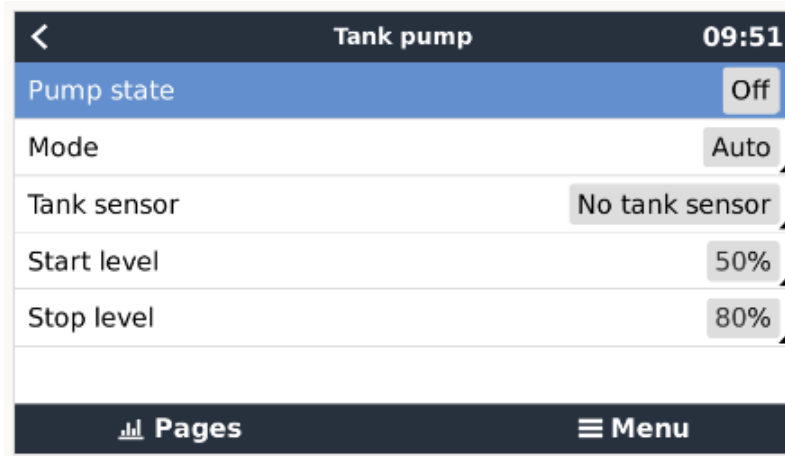 Tank pump 09:51
Pump state Off
Mode Auto
Tank sensor No tank sensor
Start level 50%
Stop level 80%
Pages Menu